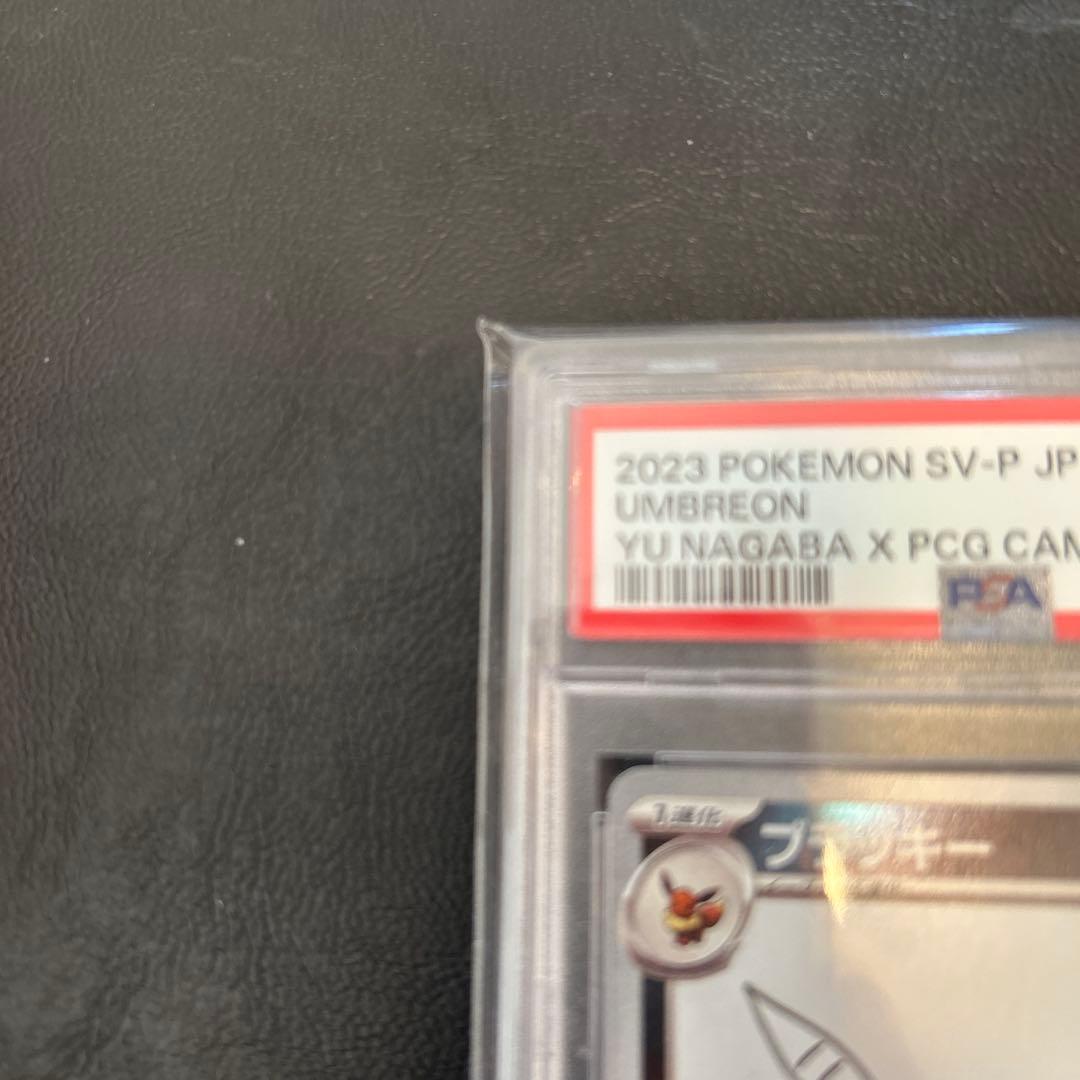 2023 POKEMON SV-P JP
UMBREON
YU NAGABA X PCG CAM
PSA
1進化
ブラッキー